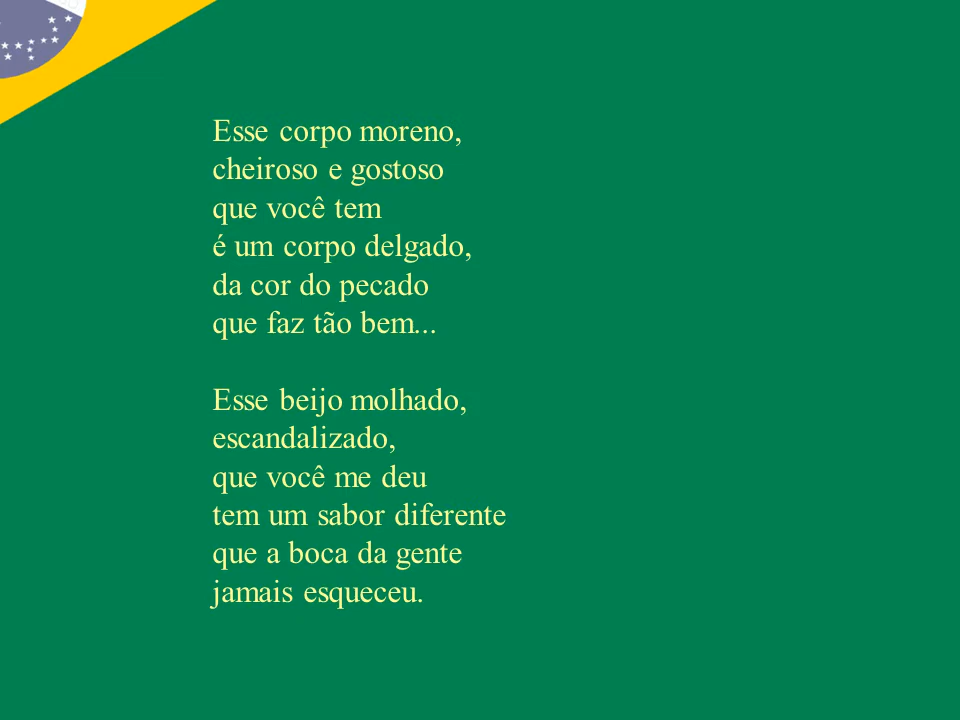 Esse corpo moreno,
cheiroso e gostoso
que você tem
é um corpo delgado,
da cor do pecado
que faz tão bem...
Esse beijo molhado,
escandalizado,
que você me deu
tem um sabor diferente
que a boca da gente
jamais esqueceu.